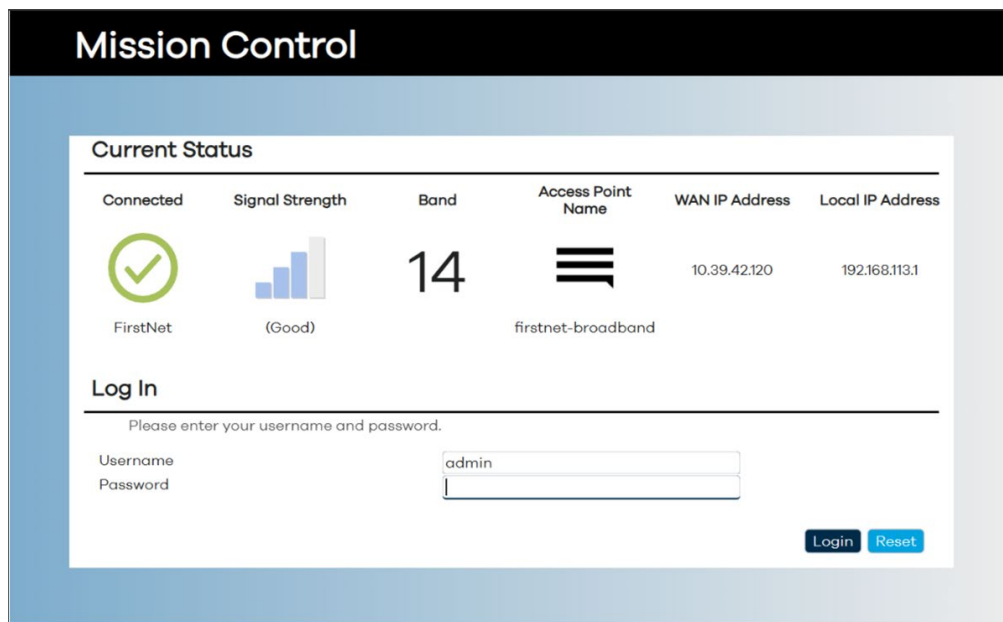 Mission Control
Current Status
Connected
Signal Strength
Band
Access Point
Name
WAN IP Address
Local IP Address
14
10.39.42.120
192.168.113.1
FirstNet
(Good)
firstnet-broadband
Log In
Please enter your username and password.
Username
admin
Password
Login
Reset